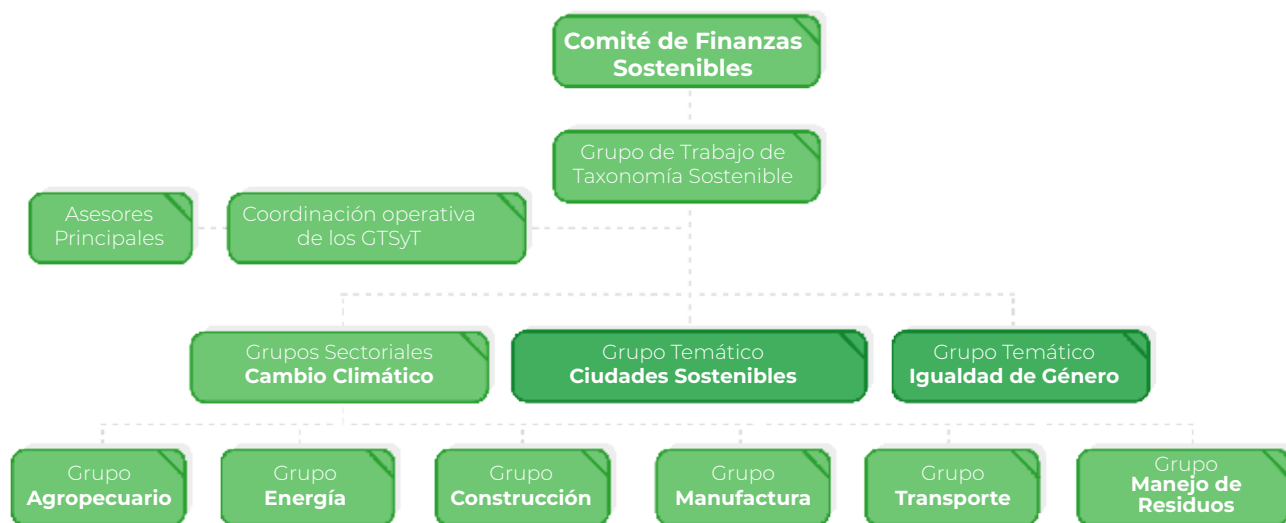 Comité de Finanzas
Sostenibles
Grupo de Trabajo de
Taxonomía Sostenible
Asesores
Principales
Coordinación operativa
de los GTSyT
Grupos Sectoriales
Cambio Climático
Grupo Temático
Ciudades Sostenibles
Grupo Temático
Igualdad de Género
Grupo
Agropecuario
Grupo
Energía
Grupo
Construcción
Grupo
Manufactura
Grupo
Transporte
Grupo
Manejo de
Residuos